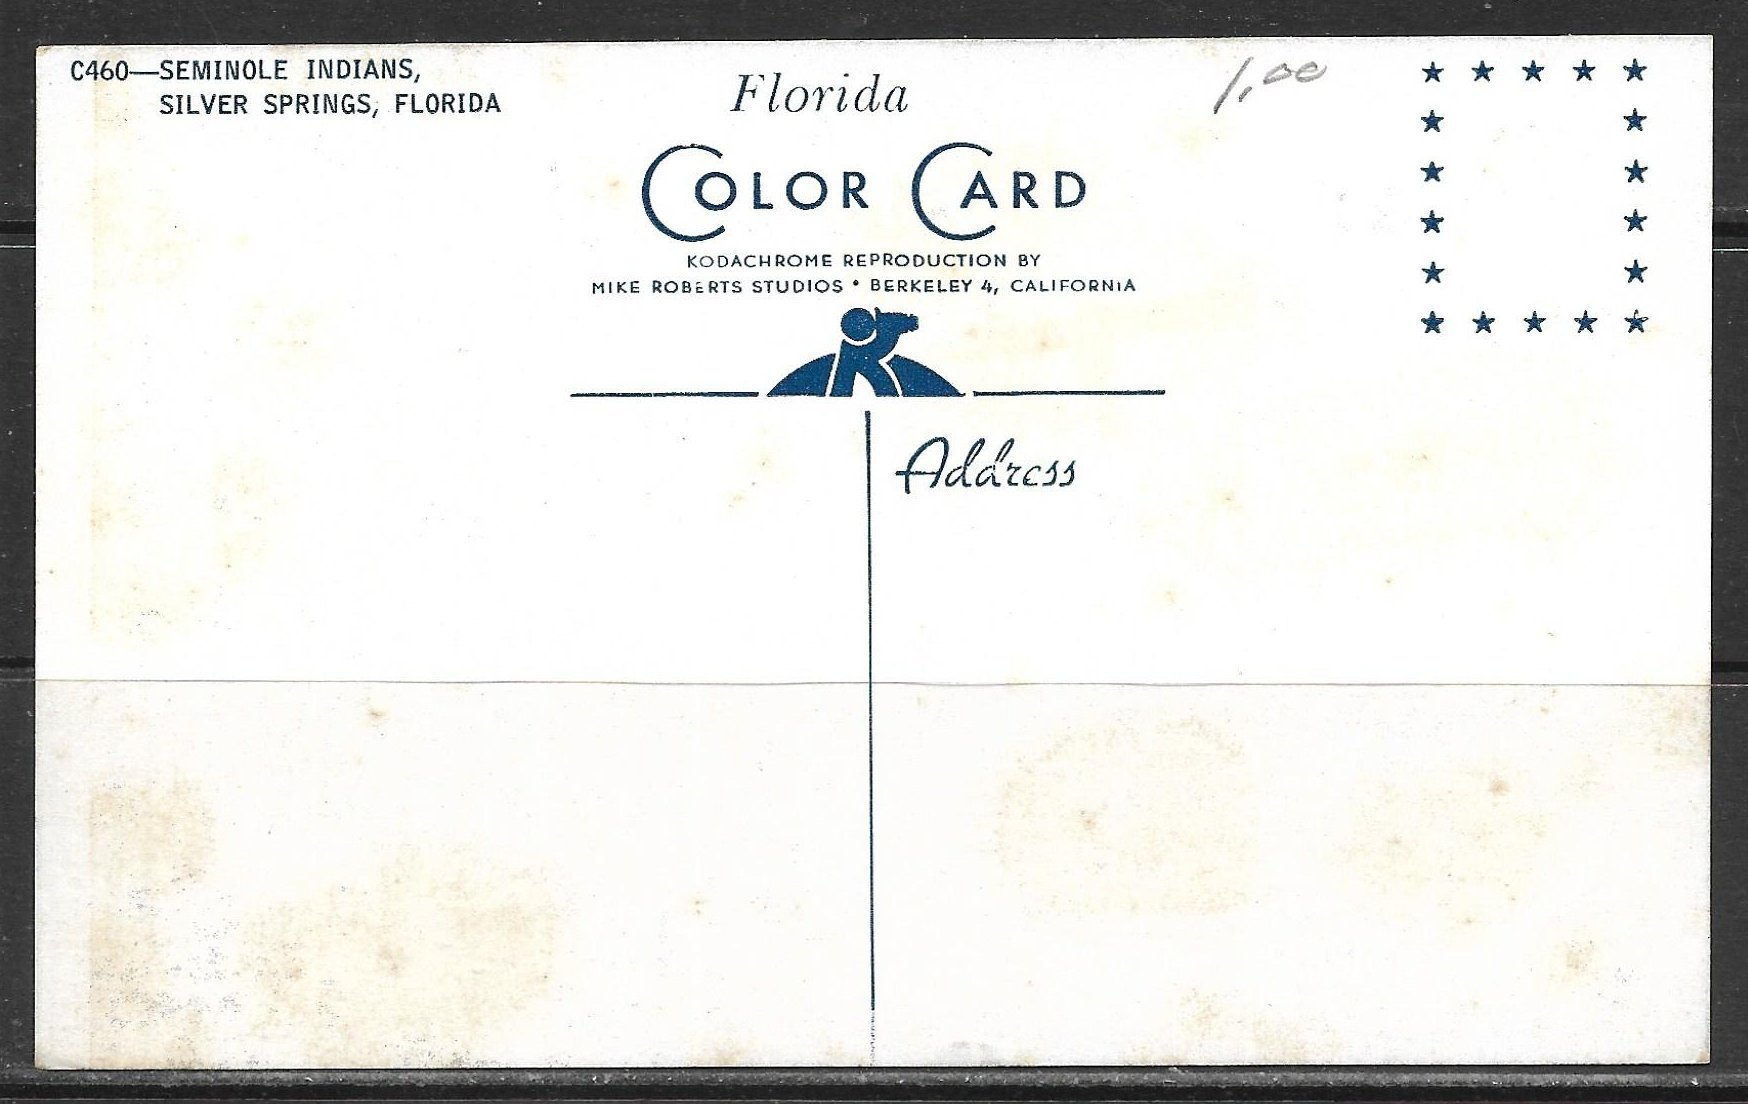 C460—SEMINOLE INDIANS,
SILVER SPRINGS, FLORIDA
Florida
COLOR CARD
KODACHROME REPRODUCTION BY
MIKE ROBERTS STUDIOS • BERKELEY 4, CALIFORNIA
1.00
Address